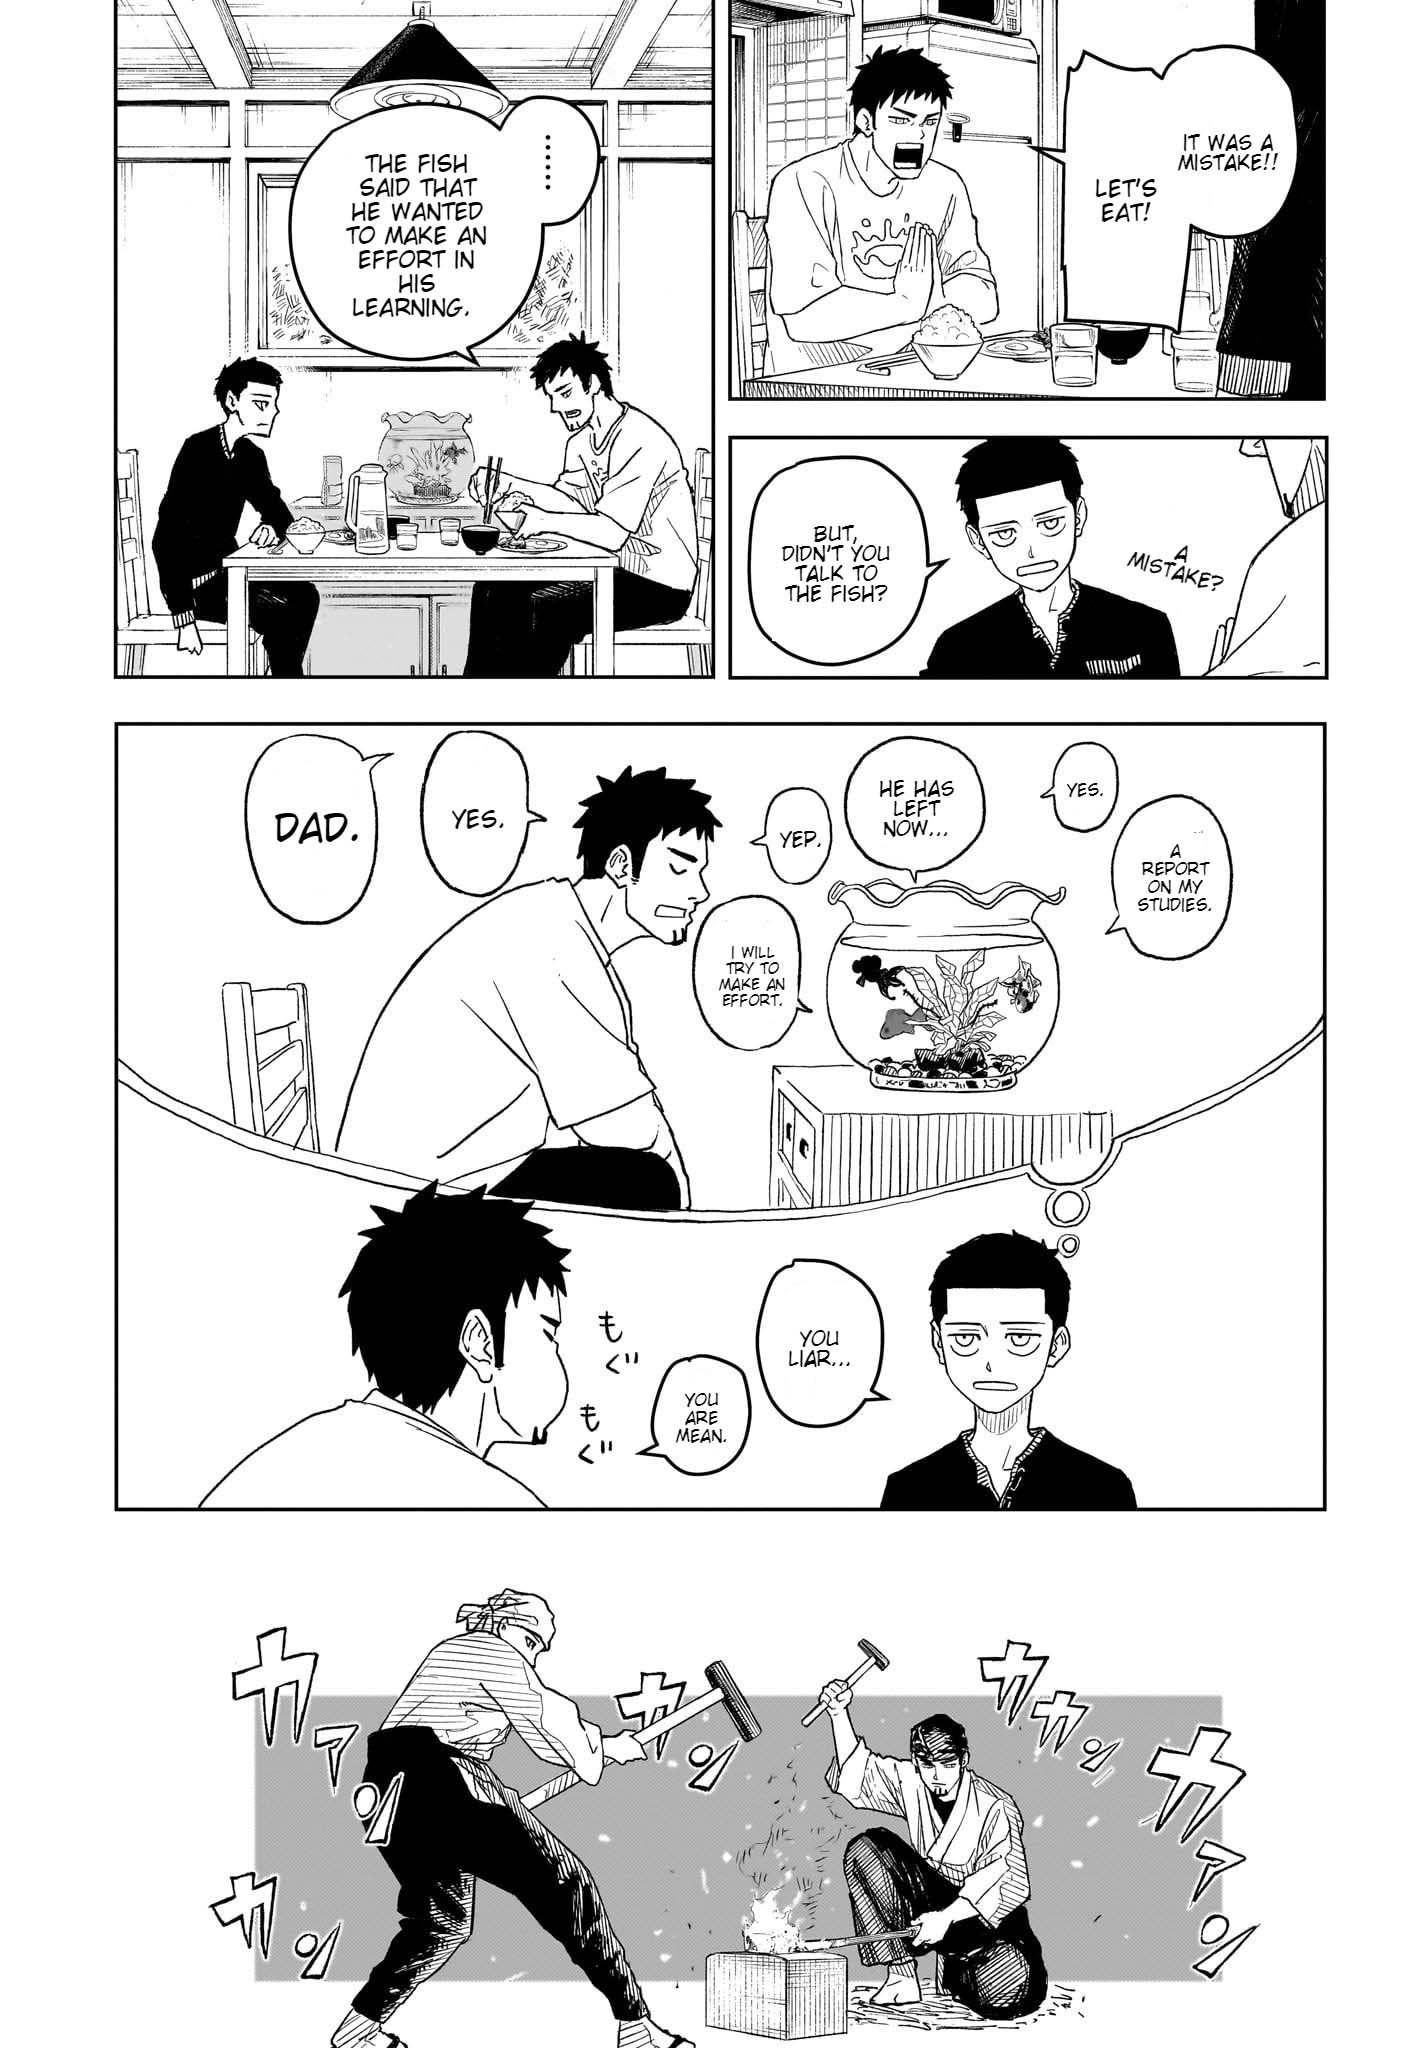 IT WAS A
MISTAKE!!
LET'S
EAT!
......
THE FISH
SAID THAT
HE WANTED
TO MAKE AN
EFFORT IN
HIS
LEARNING.
A
MISTAKE?
BUT,
DIDN'T YOU
TALK TO
THE FISH?
YES.
A
REPORT
ON MY
STUDIES.
HE HAS
LEFT
NOW...
YEP.
I WILL
TRY TO
MAKE AN
EFFORT.
YES.
DAD.
YOU
LIAR...
YOU
ARE
MEAN.
もぐ
もぐ
カァン
カカン
カン
カァン
カン